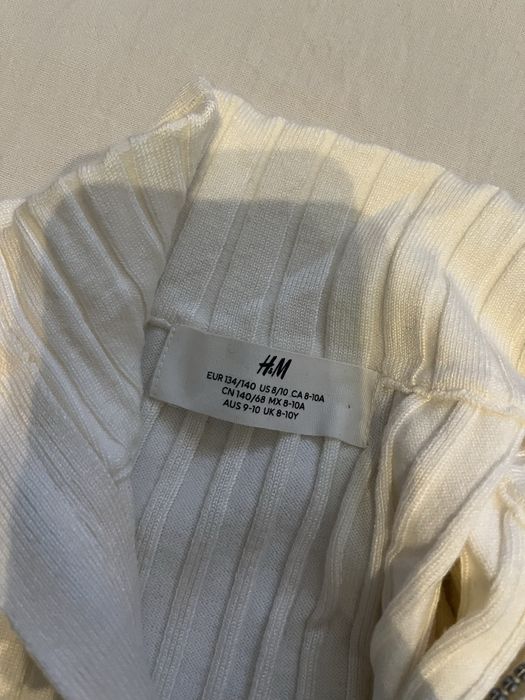 H&M
EUR 134/140 US 8/10 CA 8-10A
CN 140/68 MX 8-10A
AUS 9-10 UK 8-10Y